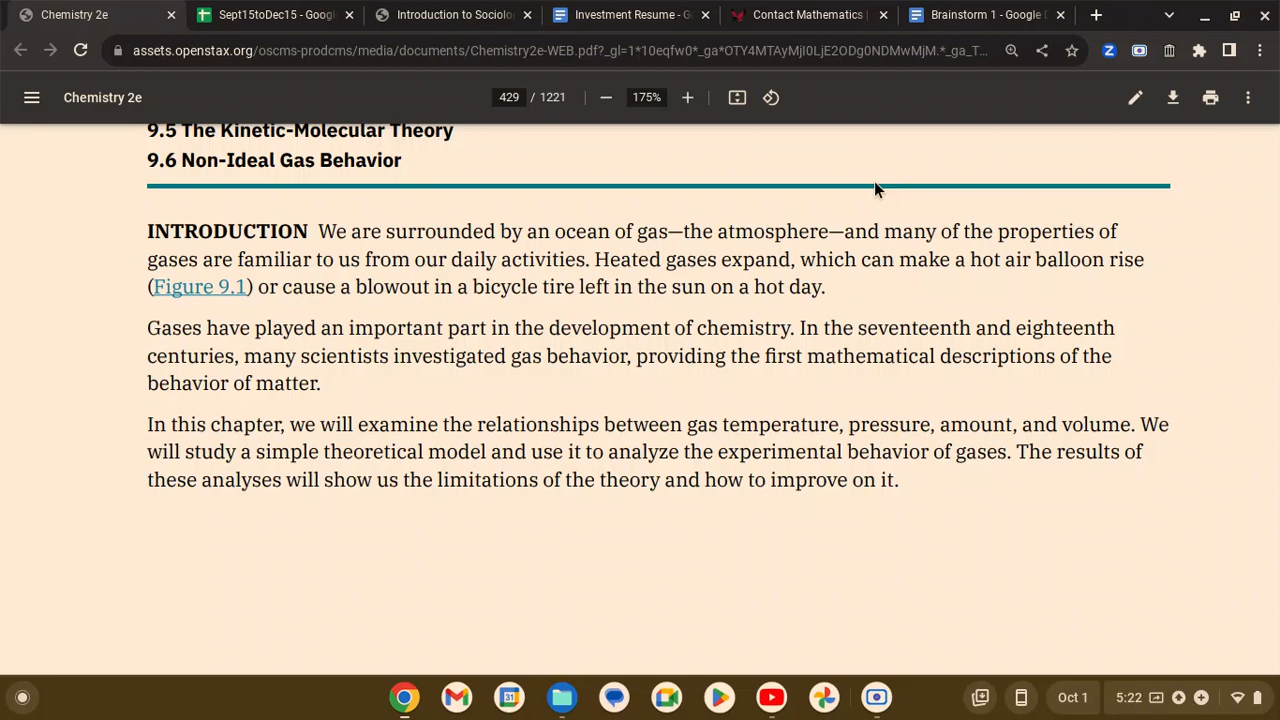 Chemistry 2e
Sept15toDec15 - Googl
Introduction to Sociolo
Investment Resume - G
Contact Mathematics |
Brainstorm 1 - Google D
assets.openstax.org/oscms-prodcms/media/documents/Chemistry2e-WEB.pdf?_gl=1*10eqfw0*_ga*OTY4MTAyMjI0LjE2ODg0NDMwMjM.*_ga_T...
Chemistry 2e
429 / 1221
175%
9.5 The Kinetic-Molecular Theory
9.6 Non-Ideal Gas Behavior
INTRODUCTION We are surrounded by an ocean of gas—the atmosphere—and many of the properties of
gases are familiar to us from our daily activities. Heated gases expand, which can make a hot air balloon rise
(Figure 9.1) or cause a blowout in a bicycle tire left in the sun on a hot day.
Gases have played an important part in the development of chemistry. In the seventeenth and eighteenth
centuries, many scientists investigated gas behavior, providing the first mathematical descriptions of the
behavior of matter.
In this chapter, we will examine the relationships between gas temperature, pressure, amount, and volume. We
will study a simple theoretical model and use it to analyze the experimental behavior of gases. The results of
these analyses will show us the limitations of the theory and how to improve on it.
Z
31
Oct 1
5:22